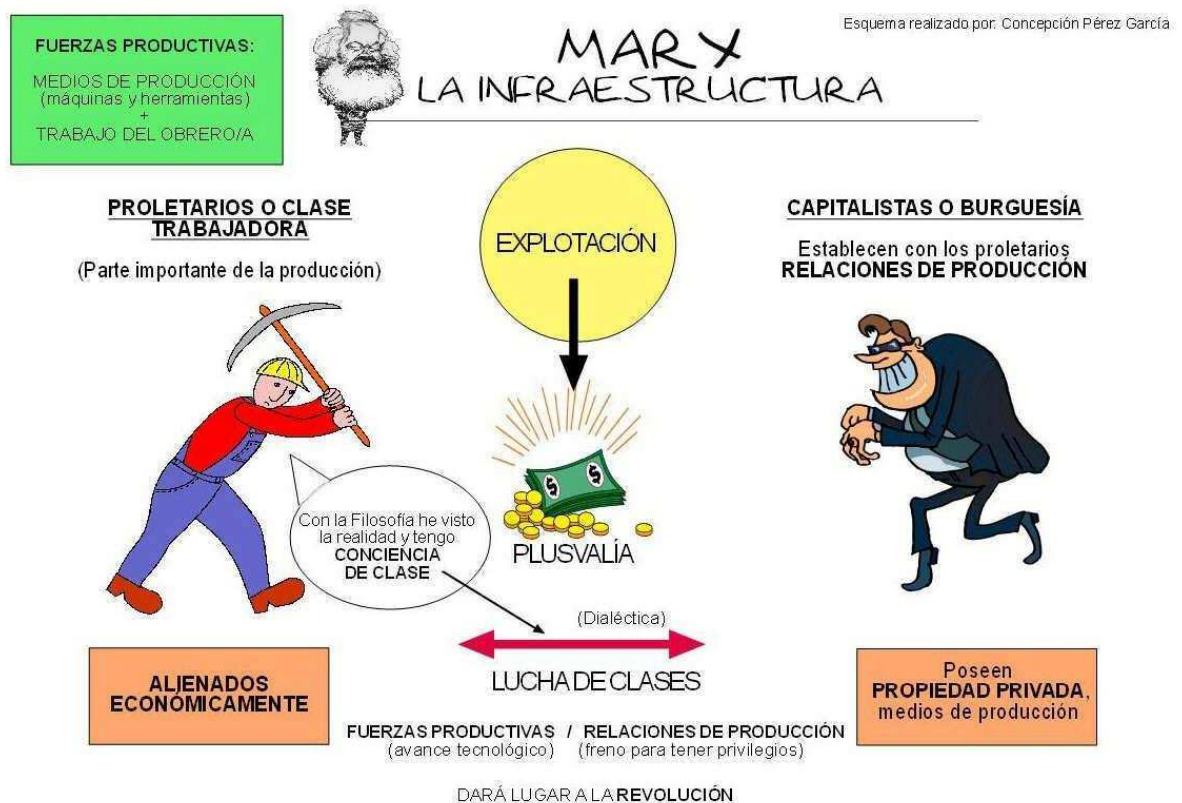 FUERZAS PRODUCTIVAS:
MEDIOS DE PRODUCCIÓN
(máquinas y herramientas)
+
TRABAJO DEL OBRERO/A
MARX
LA INFRAESTRUCTURA
Esquema realizado por: Concepción Pérez García
PROLETARIOS O CLASE
TRABAJADORA
(Parte importante de la producción)
EXPLOTACIÓN
CAPITALISTAS O BURGUESÍA
Establecen con los proletarios
RELACIONES DE PRODUCCIÓN
Con la Filosofía he visto
la realidad y tengo
CONCIENCIA
DE CLASE
$ $
PLUSVALÍA
(Dialéctica)
LUCHA DE CLASES
ALIENADOS
ECONÓMICAMENTE
Poseen
PROPIEDAD PRIVADA,
medios de producción
FUERZAS PRODUCTIVAS / RELACIONES DE PRODUCCIÓN
(avance tecnológico) (freno para tener privilegios)
DARÁ LUGAR A LA REVOLUCIÓN